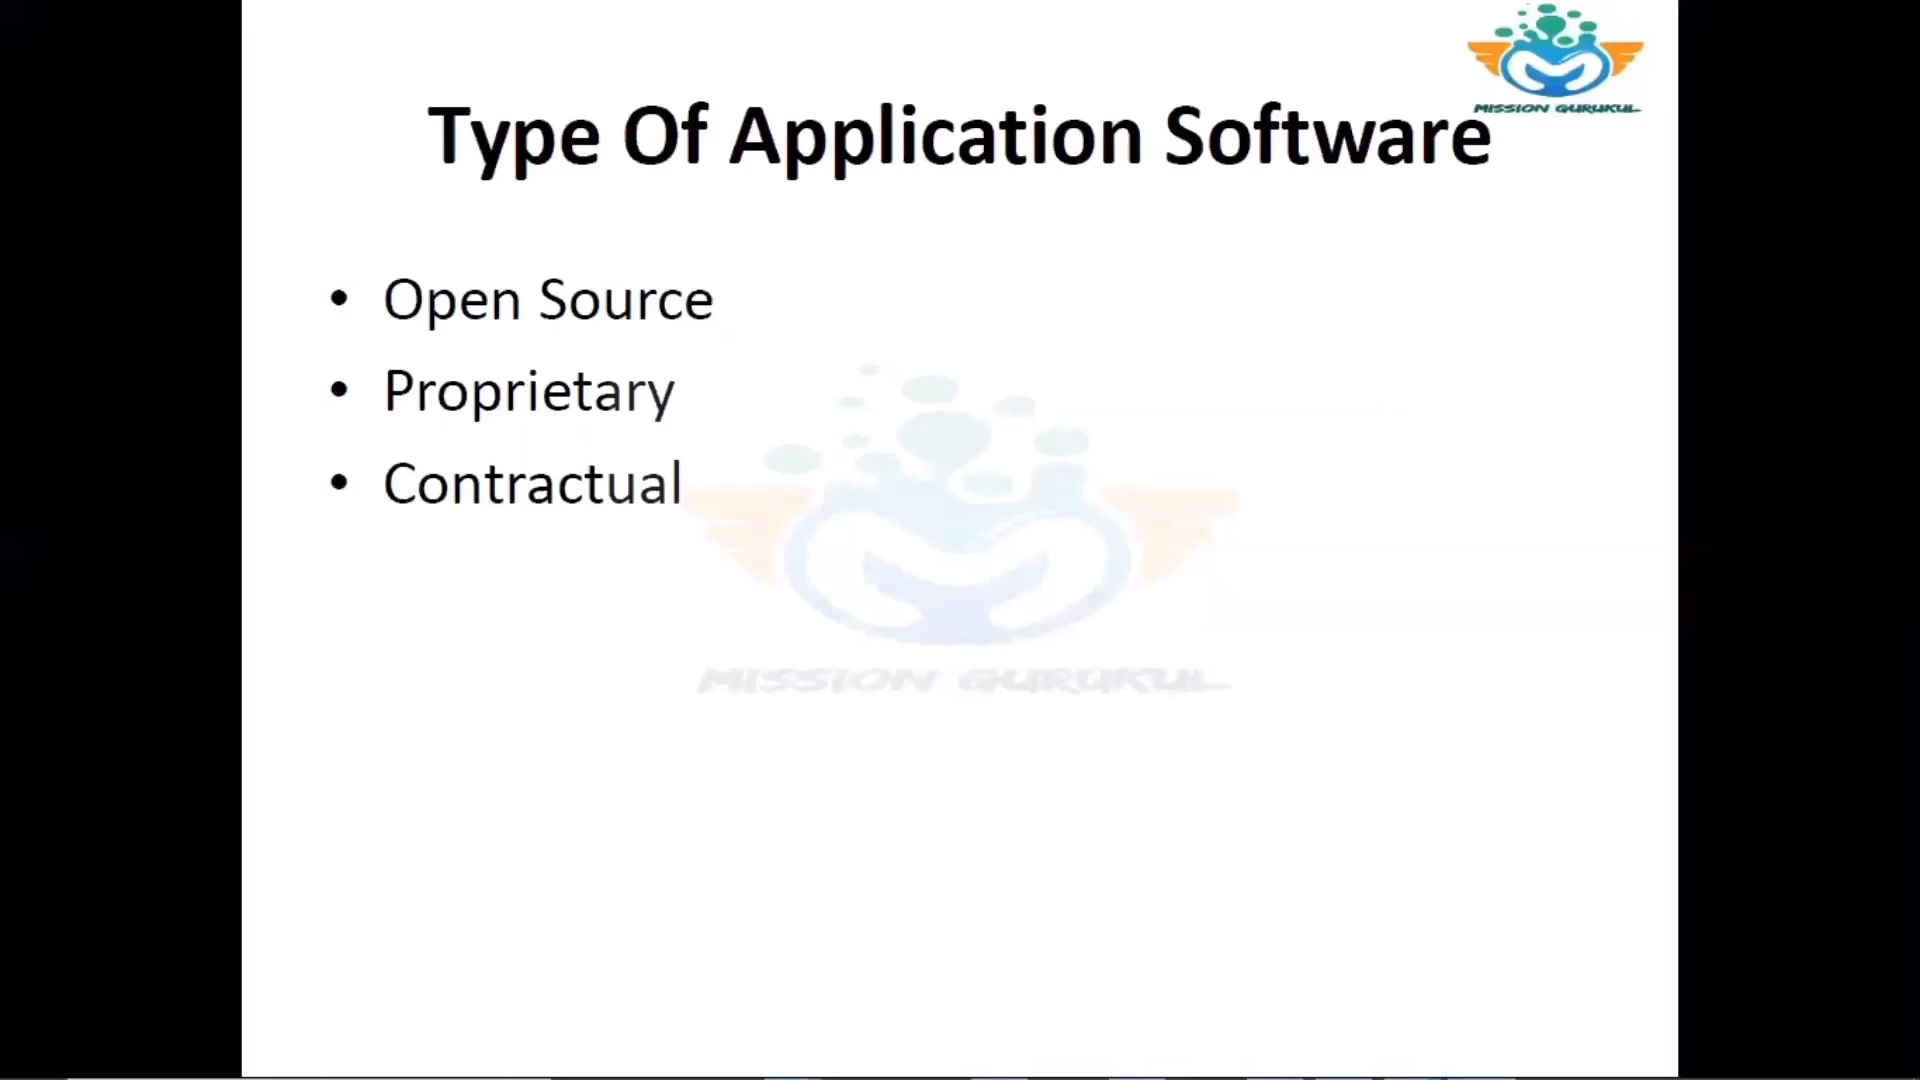 MISSION GURUKUL
Type Of Application Software
• Open Source
• Proprietary
• Contractual
MISSION GURUKUL